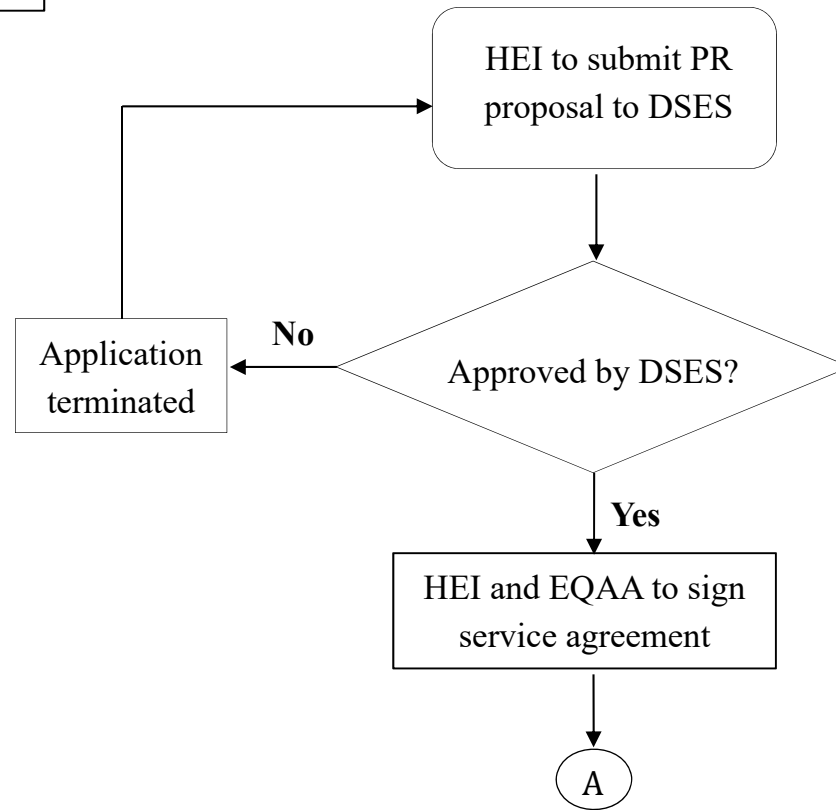 HEI to submit PR
proposal to DSES
No
Application
terminated
Approved by DSES?
Yes
HEI and EQAA to sign
service agreement
A